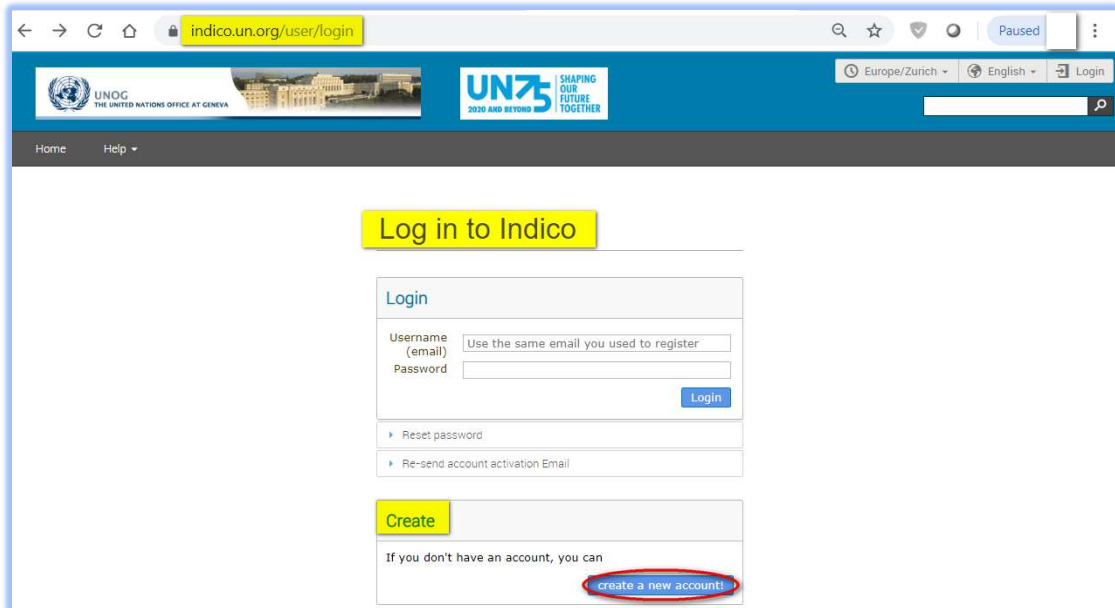 indico.un.org/user/login
Paused
UNOG
THE UNITED NATIONS OFFICE AT GENEVA
UN75
2020 AND BEYOND
SHAPING
OUR
FUTURE
TOGETHER
Europe/Zurich
English
Login
Home
Help
Log in to Indico
Login
Username
(email)
Use the same email you used to register
Password
Login
Reset password
Re-send account activation Email
Create
If you don't have an account, you can
create a new account!